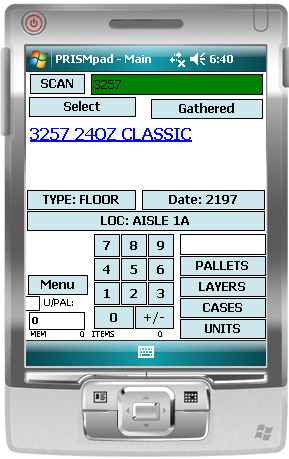 PRISMpad - Main 6:40
SCAN 3257
Select Gathered
3257 24OZ CLASSIC
TYPE: FLOOR Date: 2197
LOC: AISLE 1A
7 8 9
4 5 6 PALLETS
Menu 1 2 3 LAYERS
U/PAL: CASES
0 0 +/- UNITS
MEM 0 ITEMS 0